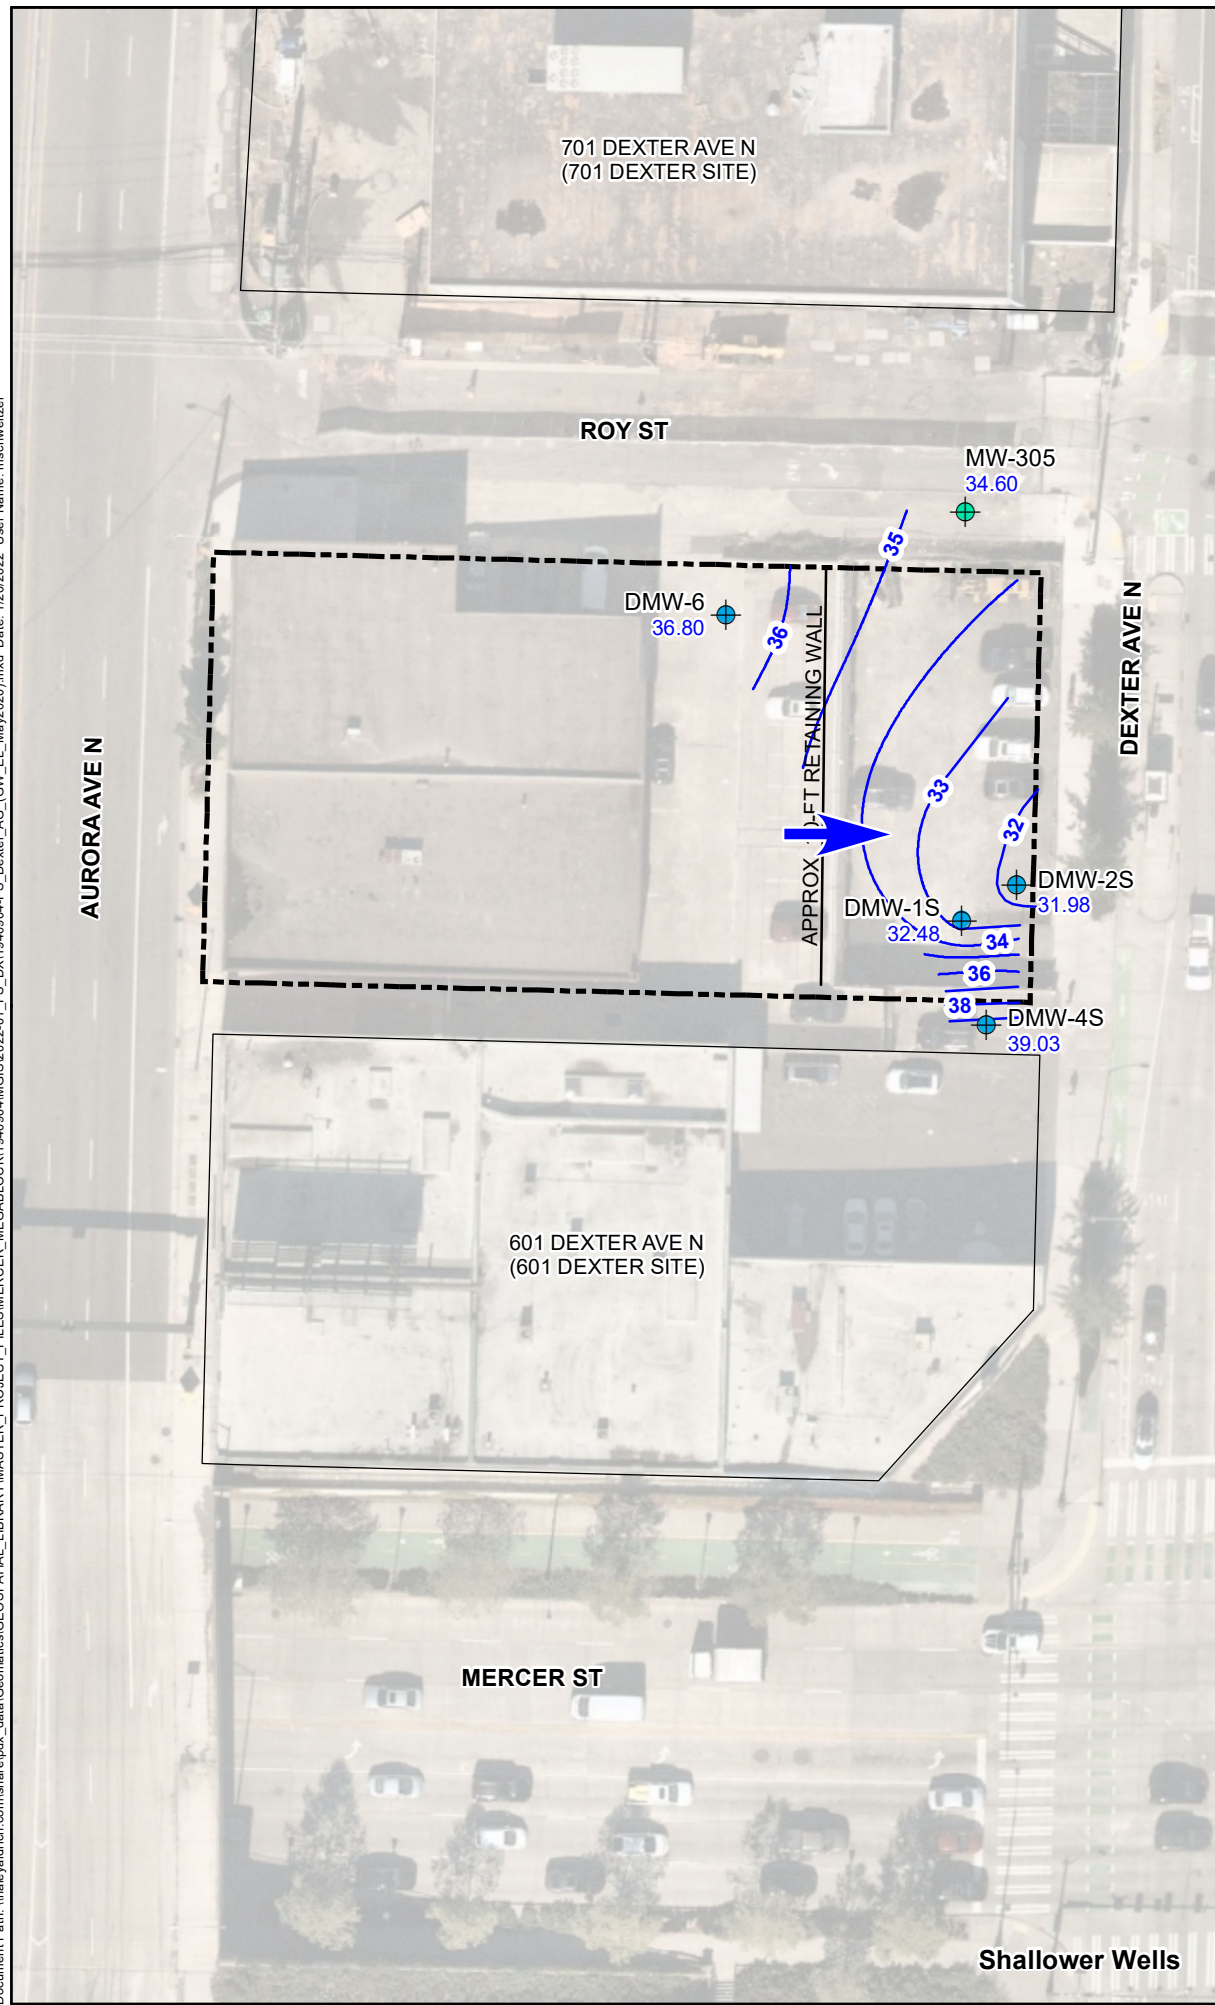 701 DEXTER AVE N
(701 DEXTER SITE)
ROY ST
MW-305
34.60
35
DMW-6
36.80
36
APPROX
-FT RETAINING WALL
DEXTER AVE N
AURORA AVE N
33
32
DMW-2S
31.98
DMW-1S
32.48
34
36
38
DMW-4S
39.03
601 DEXTER AVE N
(601 DEXTER SITE)
MERCER ST
Shallower Wells